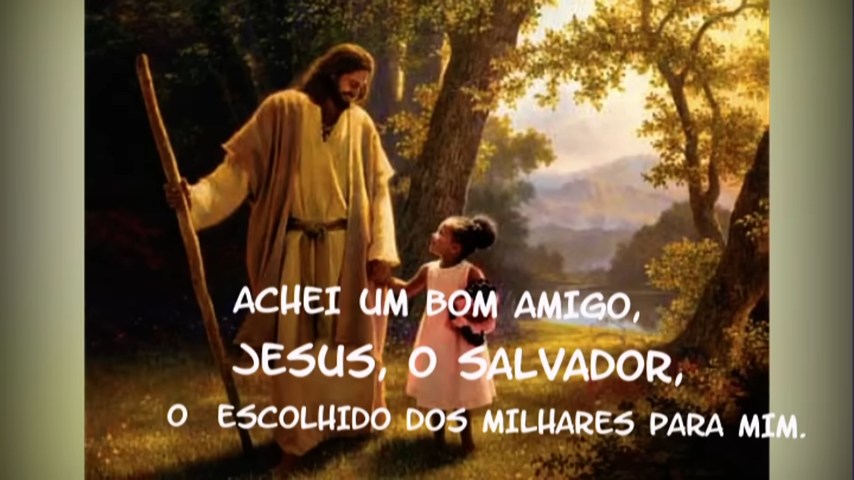 ACHEI UM BOM AMIGO,
JESUS, O SALVADOR,
O ESCOLHIDO DOS MILHARES PARA MIM.